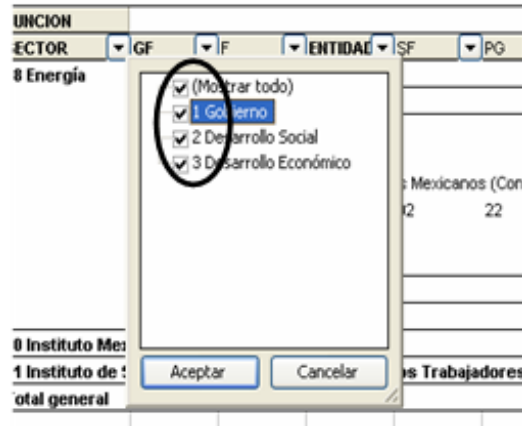 UNCION
ECTOR GF F ENTIDAD SF PG
8 Energía
(Mostrar todo)
1 Gobierno
2 Desarrollo Social
3 Desarrollo Económico
s Mexicanos (Con
22
0 Instituto Me
1 Instituto de S
os Trabajadores
otal general
Aceptar Cancelar